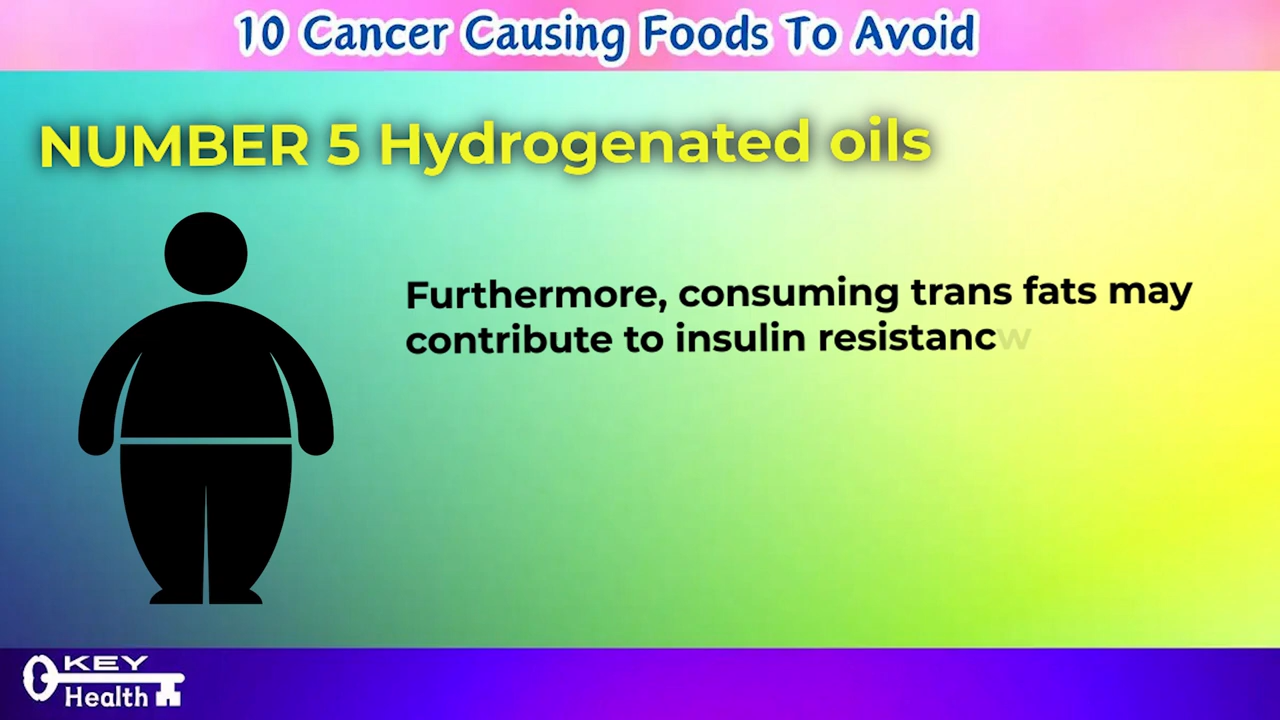 10 Cancer Causing Foods To Avoid
NUMBER 5 Hydrogenated oils
Furthermore, consuming trans fats may
contribute to insulin resistancw
KEY
Health